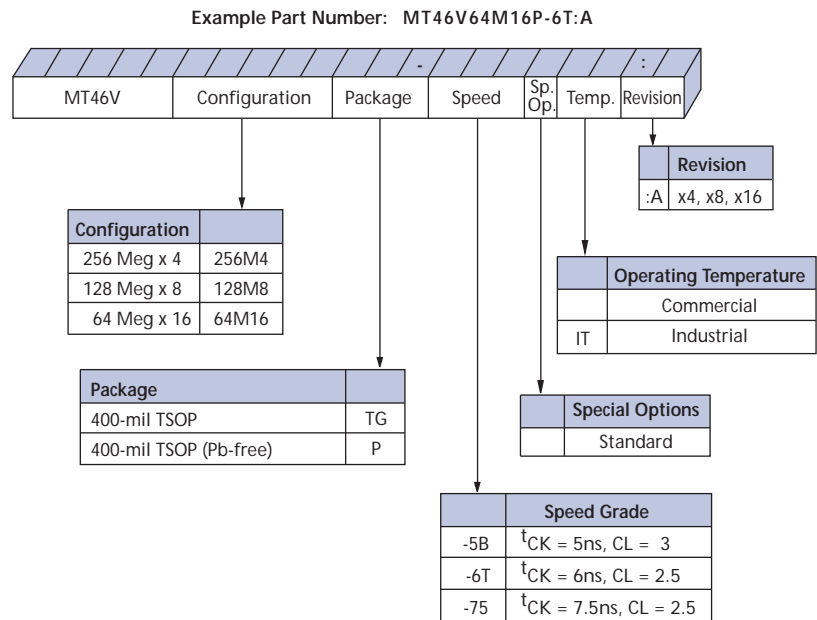 Example Part Number: MT46V64M16P-6T:A
- :
MT46V Configuration Package Speed Sp. Op. Temp. Revision
Revision
:A x4, x8, x16
Configuration
256 Meg x 4 256M4
128 Meg x 8 128M8
64 Meg x 16 64M16
Operating Temperature
Commercial
IT Industrial
Package
400-mil TSOP TG
400-mil TSOP (Pb-free) P
Special Options
Standard
Speed Grade
-5B tCK = 5ns, CL = 3
-6T tCK = 6ns, CL = 2.5
-75 tCK = 7.5ns, CL = 2.5